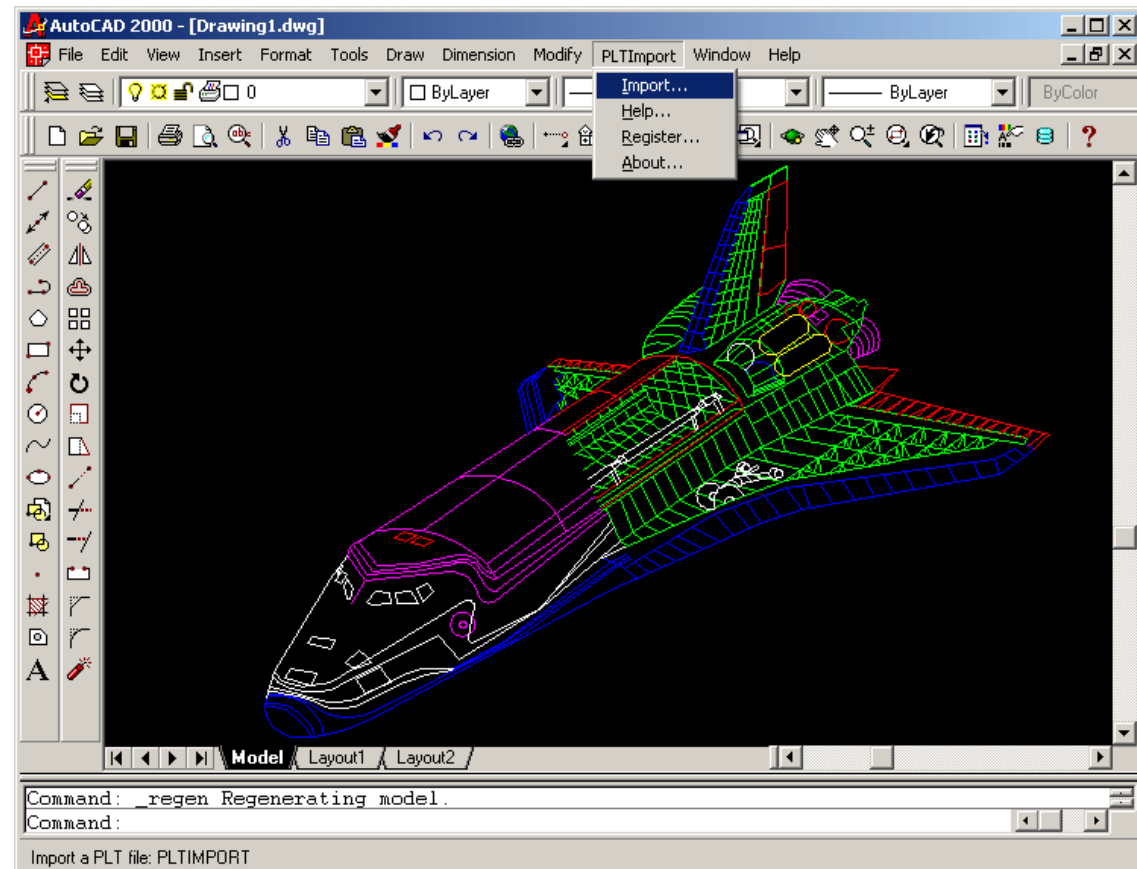 AutoCAD 2000 - [Drawing1.dwg]
File Edit View Insert Format Tools Draw Dimension Modify PLTImport Window Help
0 ByLayer ByLayer ByColor
Import...
Help...
Register...
About...
A
Model Layout1 Layout2
Command: _regen Regenerating model.
Command:
Import a PLT file: PLTIMPORT